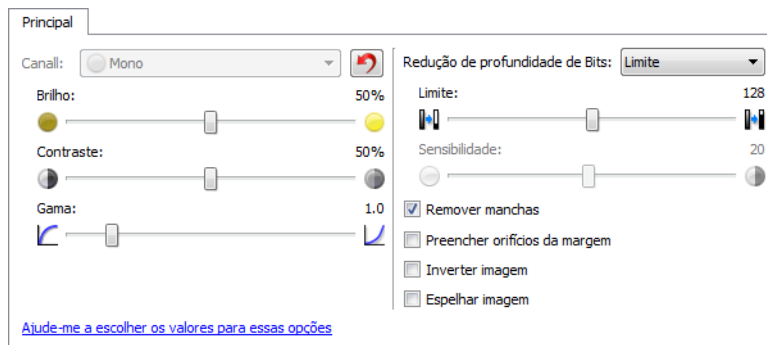 Principal
Canall: Mono
Brilho: 50%
Contraste: 50%
Gama: 1.0
Ajude-me a escolher os valores para essas opções
Redução de profundidade de Bits: Limite
Limite: 128
Sensibilidade: 20
Remover manchas
Preencher orifícios da margem
Inverter imagem
Espelhar imagem